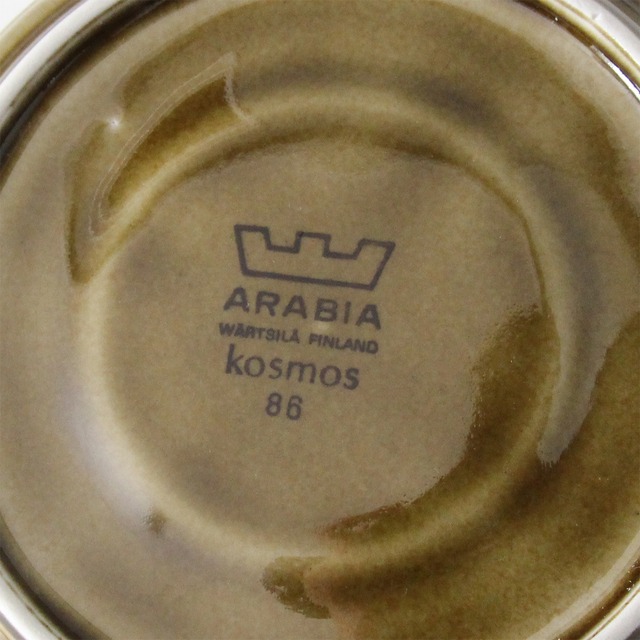 ARABIA
WÄRTSILÄ FINLAND
kosmos
86